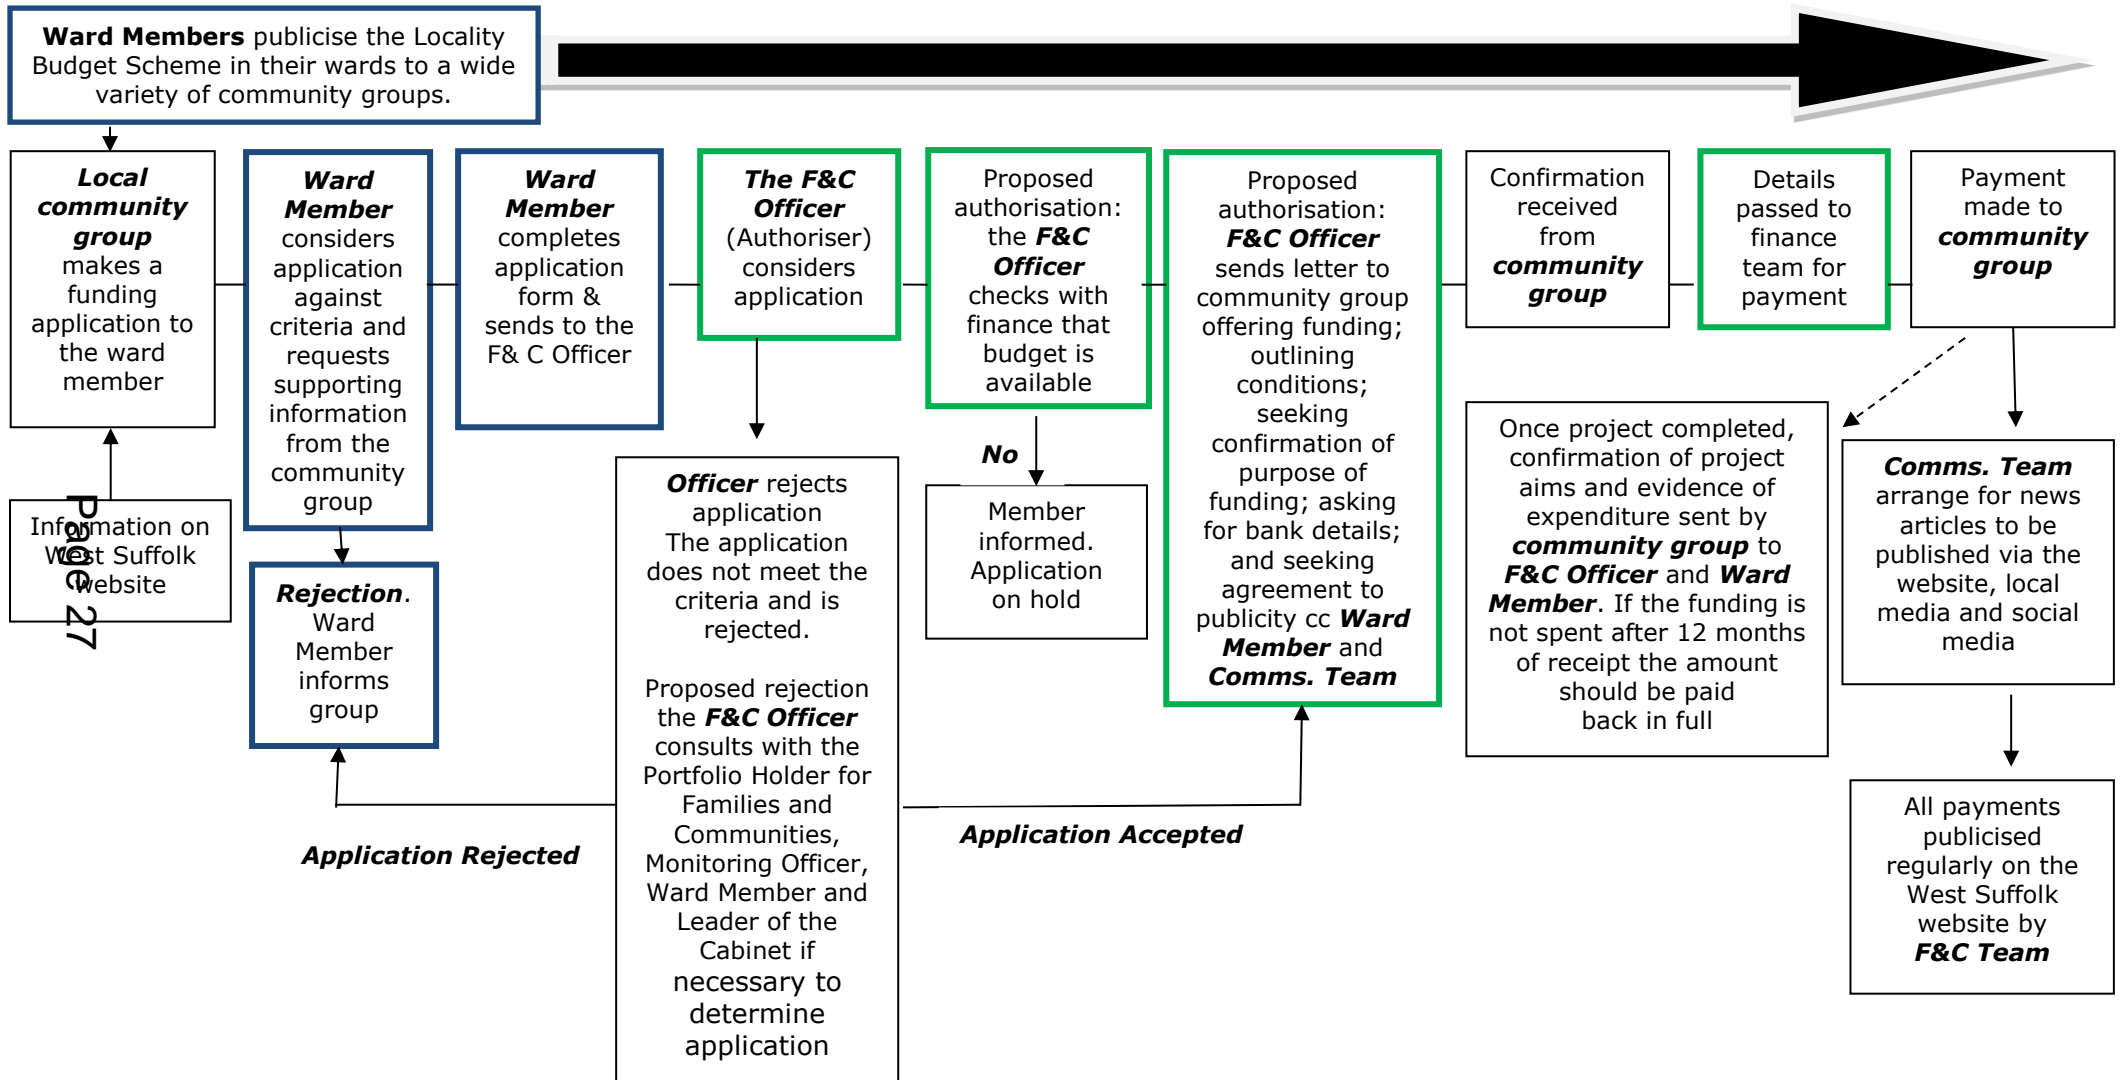 Ward Members publicise the Locality
Budget Scheme in their wards to a wide
variety of community groups.
Local
community
group
makes a
funding
application to
the ward
member
Information on
West Suffolk
website
Page 27
Ward
Member
considers
application
against
criteria and
requests
supporting
information
from the
community
group
Rejection.
Ward
Member
informs
group
Ward
Member
completes
application
form &
sends to the
F& C Officer
The F&C
Officer
(Authoriser)
considers
application
Officer rejects
application
The application
does not meet the
criteria and is
rejected.
Proposed rejection
the F&C Officer
consults with the
Portfolio Holder for
Families and
Communities,
Monitoring Officer,
Ward Member and
Leader of the
Cabinet if
necessary to
determine
application
Application Rejected
Application Accepted
Proposed
authorisation:
the F&C
Officer
checks with
finance that
budget is
available
No
Member
informed.
Application
on hold
Proposed
authorisation:
F&C Officer
sends letter to
community group
offering funding;
outlining
conditions;
seeking
confirmation of
purpose of
funding; asking
for bank details;
and seeking
agreement to
publicity cc Ward
Member and
Comms. Team
Confirmation
received
from
community
group
Details
passed to
finance
team for
payment
Payment
made to
community
group
Once project completed,
confirmation of project
aims and evidence of
expenditure sent by
community group to
F&C Officer and Ward
Member. If the funding is
not spent after 12 months
of receipt the amount
should be paid
back in full
Comms. Team
arrange for news
articles to be
published via the
website, local
media and social
media
All payments
publicised
regularly on the
West Suffolk
website by
F&C Team